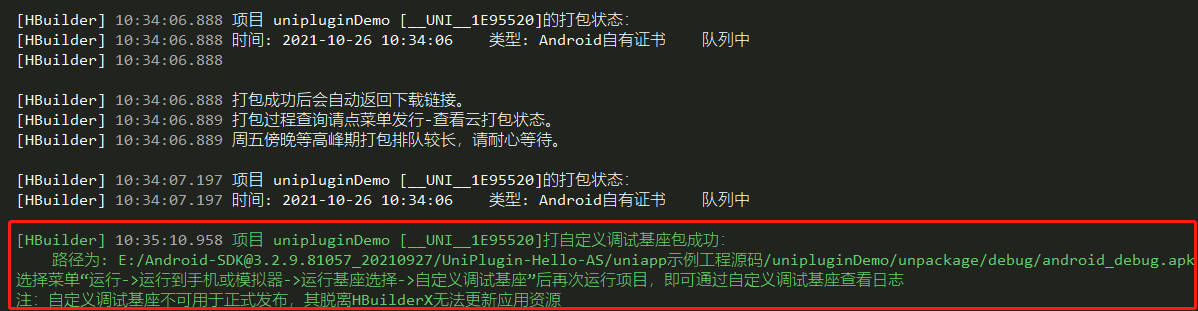 [HBuilder] 10:34:06.888 项目 unipluginDemo [__UNI__1E95520]的打包状态:
[HBuilder] 10:34:06.888 时间: 2021-10-26 10:34:06    类型: Android自有证书    队列中
[HBuilder] 10:34:06.888
[HBuilder] 10:34:06.888 打包成功后会自动返回下载链接。
[HBuilder] 10:34:06.889 打包过程查询请点菜单发行-查看云打包状态。
[HBuilder] 10:34:06.889 周五傍晚等高峰期打包排队较长，请耐心等待。
[HBuilder] 10:34:07.197 项目 unipluginDemo [__UNI__1E95520]的打包状态:
[HBuilder] 10:34:07.197 时间: 2021-10-26 10:34:06    类型: Android自有证书    队列中
[HBuilder] 10:35:10.958 项目 unipluginDemo [__UNI__1E95520]打自定义调试基座包成功:
路径为: E:/Android-SDK@3.2.9.81057_20210927/UniPlugin-Hello-AS/uniapp示例工程源码/unipluginDemo/unpackage/debug/android_debug.apk
选择菜单“运行->运行到手机或模拟器->运行基座选择->自定义调试基座”后再次运行项目，即可通过自定义调试基座查看日志
注: 自定义调试基座不可用于正式发布，其脱离HBuilderX无法更新应用资源